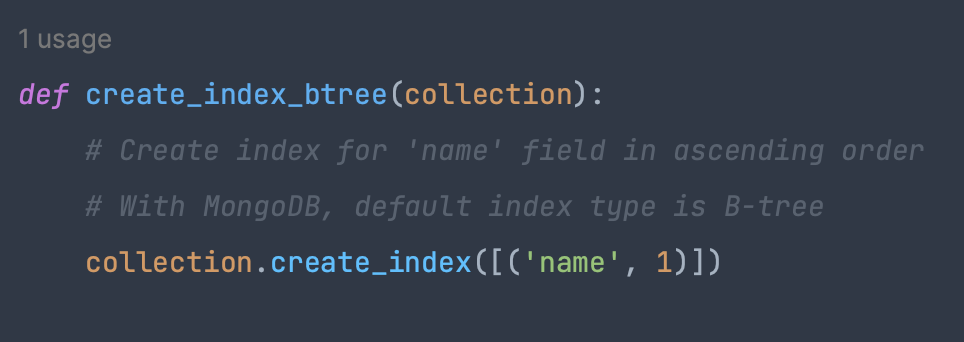 1 usage
def create_index_btree(collection):
    # Create index for 'name' field in ascending order
    # With MongoDB, default index type is B-tree
    collection.create_index([('name', 1)])